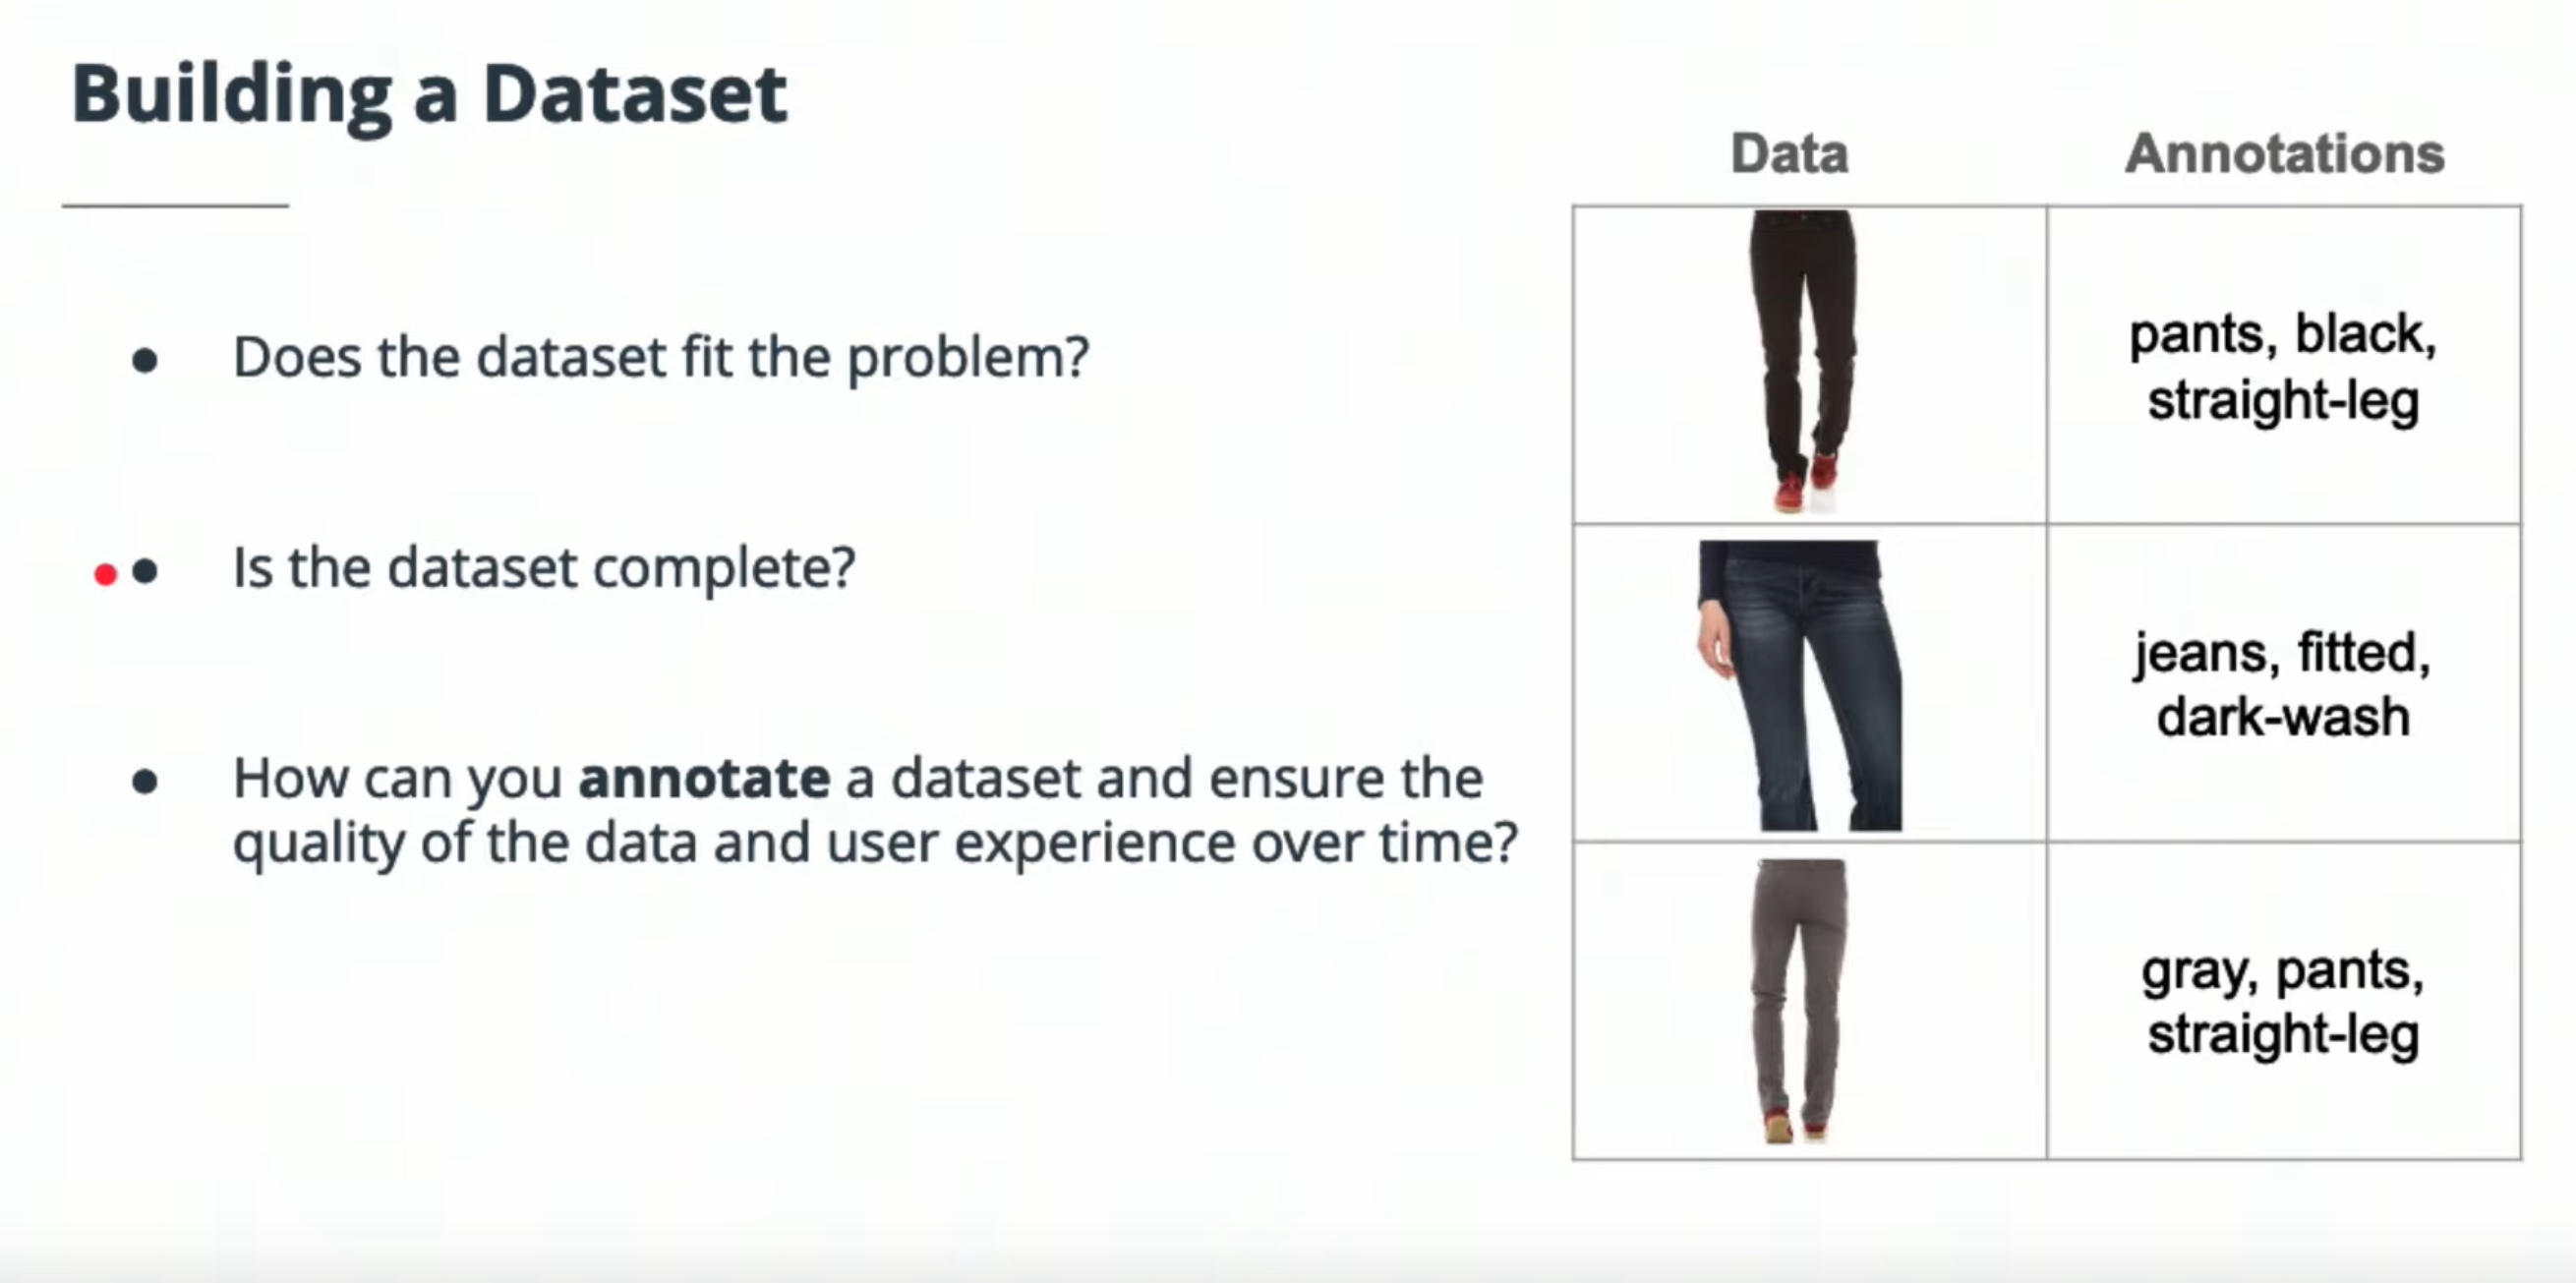 Building a Dataset
Does the dataset fit the problem?
Is the dataset complete?
How can you annotate a dataset and ensure the
quality of the data and user experience over time?
Data
Annotations
pants, black,
straight-leg
jeans, fitted,
dark-wash
gray, pants,
straight-leg